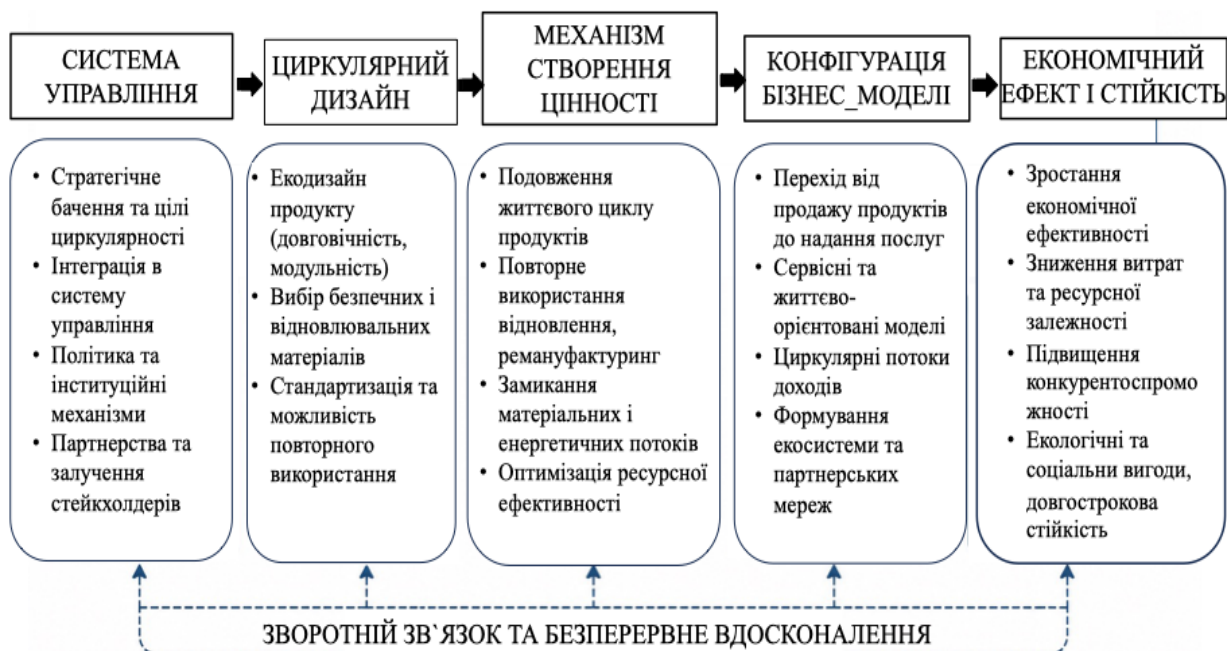 СИСТЕМА
УПРАВЛІННЯ
ЦИРКУЛЯРНИЙ
ДИЗАЙН
МЕХАНІЗМ
СТВОРЕННЯ
ЦІННОСТІ
КОНФІГУРАЦІЯ
БІЗНЕС_МОДЕЛІ
ЕКОНОМІЧНИЙ
ЕФЕКТ І СТІЙКІСТЬ
• Стратегічне
бачення та цілі
циркулярності
• Інтеграція в
систему
управління
• Політика та
інституційні
механізми
• Партнерства та
залучення
стейкхолдерів
• Екодизайн
продукту
(довговічність,
модульність)
• Вибір безпечних і
відновлювальних
матеріалів
• Стандартизація та
можливість
повторного
використання
• Подовження
життєвого циклу
продуктів
• Повторне
використання
відновлення,
ремануфактуринг
• Замикання
матеріальних і
енергетичних потоків
• Оптимізація ресурсної
ефективності
• Перехід від
продажу продуктів
до надання послуг
• Сервісні та
життєво-
орієнтовані моделі
• Циркулярні потоки
доходів
• Формування
екосистеми та
партнерських
мереж
• Зростання
економічної
ефективності
• Зниження витрат
та ресурсної
залежності
• Підвищення
конкурентоспромо
жності
• Екологічні та
соціальни вигоди,
довгострокова
стійкість
ЗВОРОТНІЙ ЗВ`ЯЗОК ТА БЕЗПЕРЕРВНЕ ВДОСКОНАЛЕННЯ